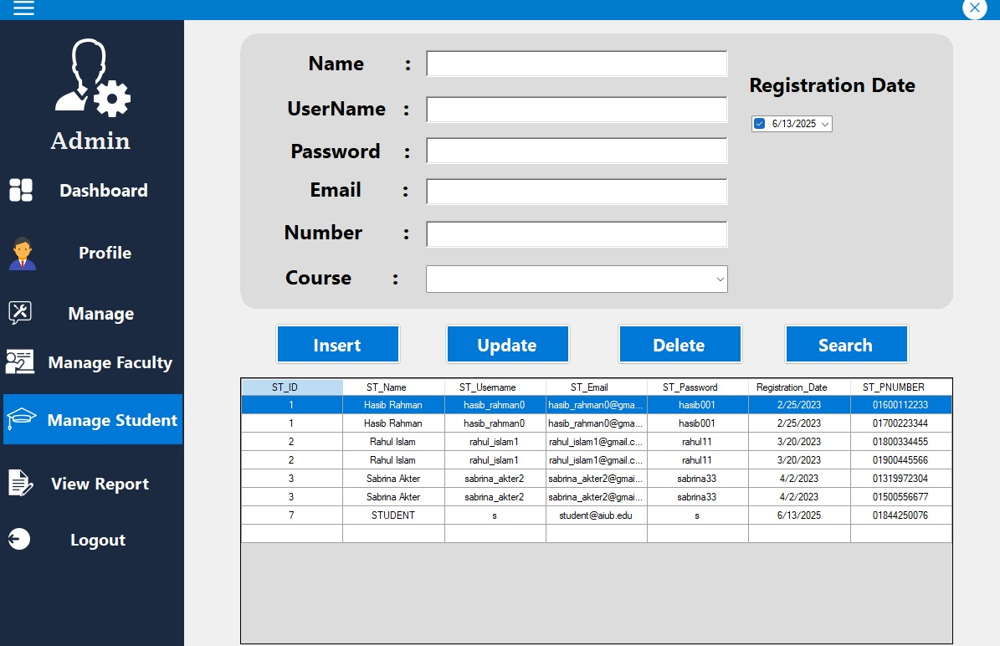 Admin
Dashboard
Profile
Manage
Manage Faculty
Manage Student
View Report
Logout
Name :
UserName :
Password :
Email :
Number :
Course :
Registration Date
6/13/2025
Insert Update Delete Search
ST_ID ST_Name ST_Username ST_Email ST_Password Registration_Date ST_PNUMBER
1 Hasib Rahman hasib_rahman0 hasib_rahman0@gma... hasib001 2/25/2023 01600112233
1 Hasib Rahman hasib_rahman0 hasib_rahman0@gma... hasib001 2/25/2023 01700223344
2 Rahul Islam rahul_islam1 rahul_islam1@gmail.c... rahul11 3/20/2023 01800334455
2 Rahul Islam rahul_islam1 rahul_islam1@gmail.c... rahul11 3/20/2023 01900445566
3 Sabrina Akter sabrina_akter2 sabrina_akter2@gmai... sabrina33 4/2/2023 01319972304
3 Sabrina Akter sabrina_akter2 sabrina_akter2@gmai... sabrina33 4/2/2023 01500556677
7 STUDENT s student@aiub.edu s 6/13/2025 01844250076